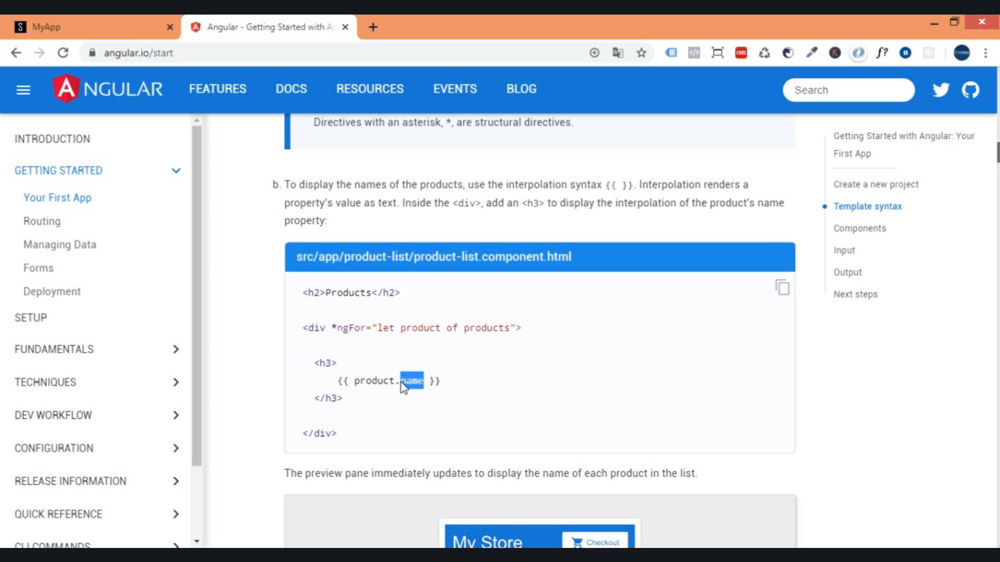 MyApp
Angular - Getting Started with A
angular.io/start
ANGULAR
FEATURES
DOCS
RESOURCES
EVENTS
BLOG
Search
INTRODUCTION
GETTING STARTED
Your First App
Routing
Managing Data
Forms
Deployment
SETUP
FUNDAMENTALS
TECHNIQUES
DEV WORKFLOW
CONFIGURATION
RELEASE INFORMATION
QUICK REFERENCE
CLI COMMANDS
Directives with an asterisk, *, are structural directives.
b. To display the names of the products, use the interpolation syntax {{ }}. Interpolation renders a
property's value as text. Inside the <div>, add an <h3> to display the interpolation of the product's name
property:
src/app/product-list/product-list.component.html
<h2>Products</h2>
<div *ngFor="let product of products">
<h3>
{{ product.name }}
</h3>
</div>
The preview pane immediately updates to display the name of each product in the list.
My Store
Checkout
Getting Started with Angular: Your
First App
Create a new project
Template syntax
Components
Input
Output
Next steps